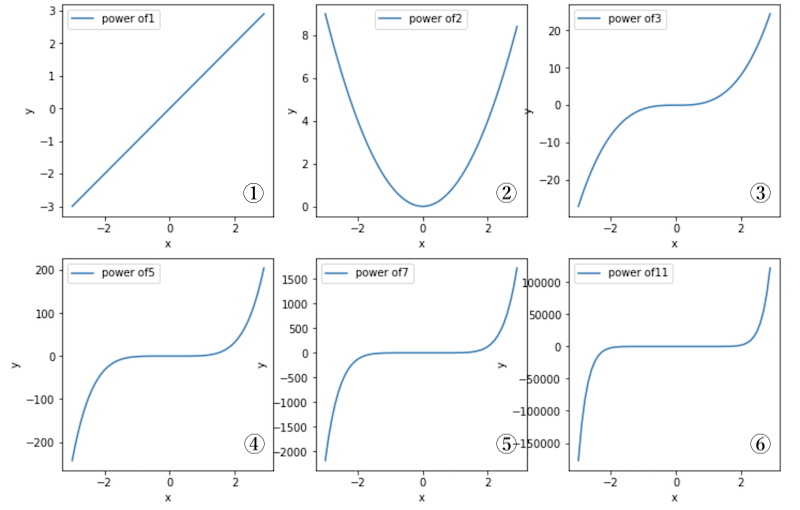 power of1
3
2
1
0
−1
−2
−3
y
−2 0 2
x
①
power of2
8
6
4
2
0
y
−2 0 2
x
②
power of3
20
10
0
−10
−20
y
−2 0 2
x
③
power of5
200
100
0
−100
−200
y
−2 0 2
x
④
power of7
1500
1000
500
0
−500
−1000
−1500
−2000
y
−2 0 2
x
⑤
power of11
100000
50000
0
−50000
−100000
−150000
y
−2 0 2
x
⑥